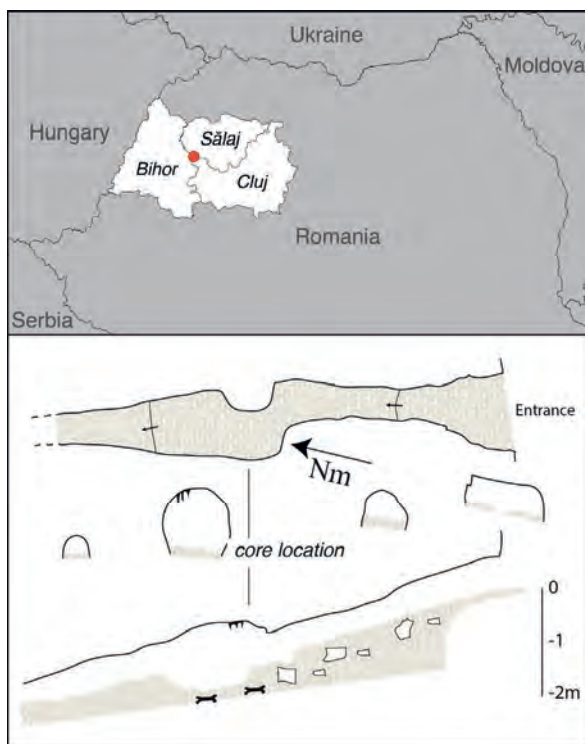 Ukraine
Moldova
Hungary
Sălaj
Bihor
Cluj
Romania
Serbia
Entrance
Nm
core location
0
-1
-2m